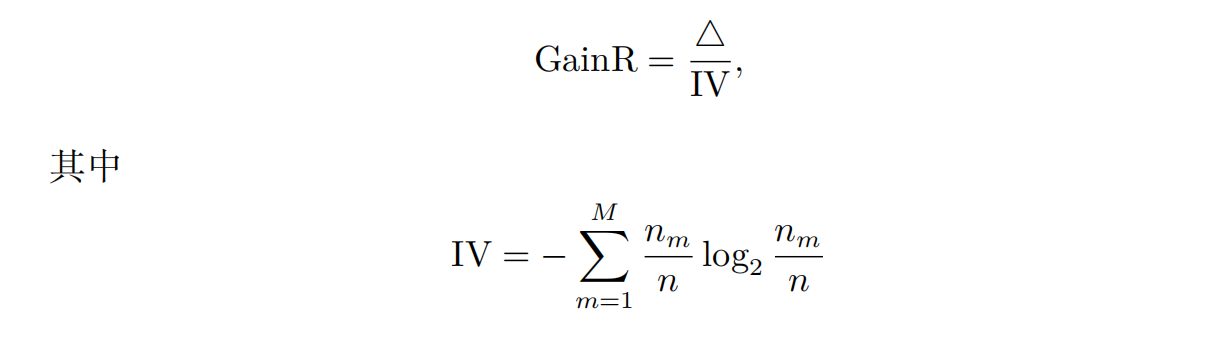 GainR = △/IV,
其中
IV = − ∑_{m=1}^{M} n_m/n log₂ n_m/n